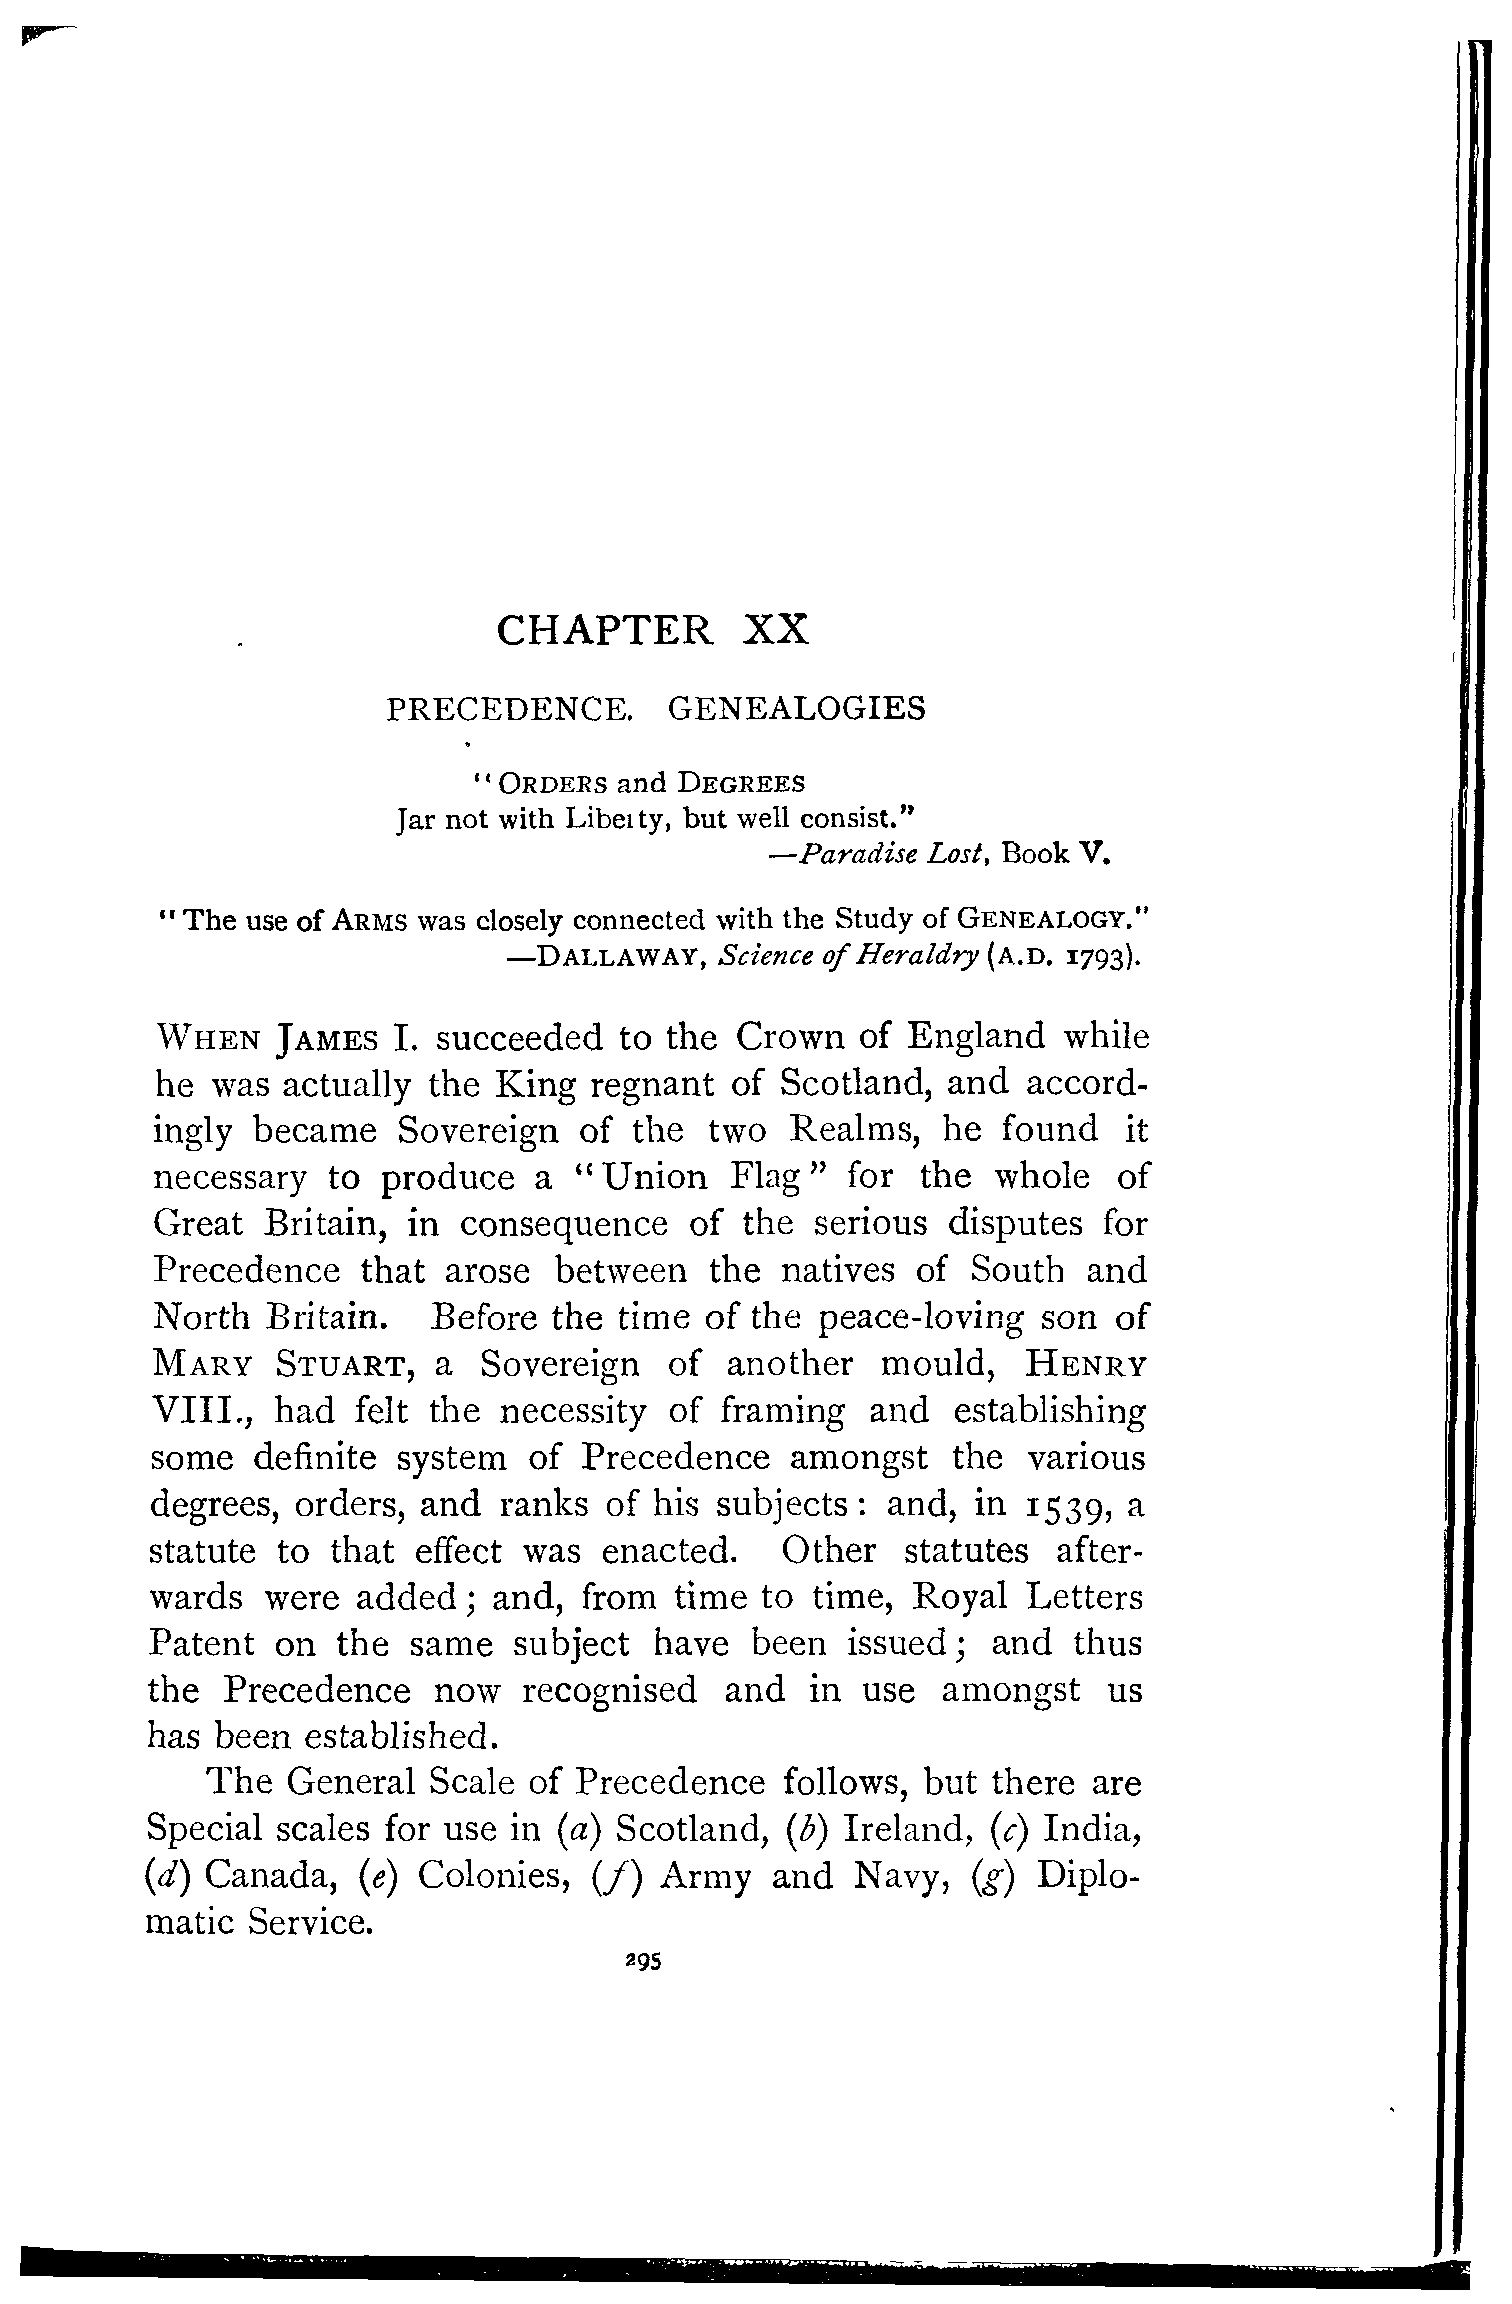 CHAPTER XX
PRECEDENCE. GENEALOGIES
"ORDERS and DEGREES
Jar not with Liberty, but well consist."
—Paradise Lost, Book V.
"The use of ARMS was closely connected with the Study of GENEALOGY."
—DALLAWAY, Science of Heraldry (A.D. 1793).
WHEN JAMES I. succeeded to the Crown of England while
he was actually the King regnant of Scotland, and accord-
ingly became Sovereign of the two Realms, he found it
necessary to produce a "Union Flag" for the whole of
Great Britain, in consequence of the serious disputes for
Precedence that arose between the natives of South and
North Britain. Before the time of the peace-loving son of
MARY STUART, a Sovereign of another mould, HENRY
VIII., had felt the necessity of framing and establishing
some definite system of Precedence amongst the various
degrees, orders, and ranks of his subjects: and, in 1539, a
statute to that effect was enacted. Other statutes after-
wards were added; and, from time to time, Royal Letters
Patent on the same subject have been issued; and thus
the Precedence now recognised and in use amongst us
has been established.
The General Scale of Precedence follows, but there are
Special scales for use in (a) Scotland, (b) Ireland, (c) India,
(d) Canada, (e) Colonies, (f) Army and Navy, (g) Diplo-
matic Service.
295